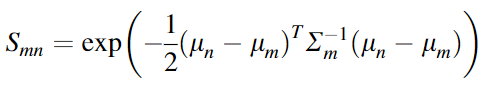 S_{mn} = \exp\left(-\frac{1}{2}(\mu_n - \mu_m)^T \Sigma_m^{-1}(\mu_n - \mu_m)\right)